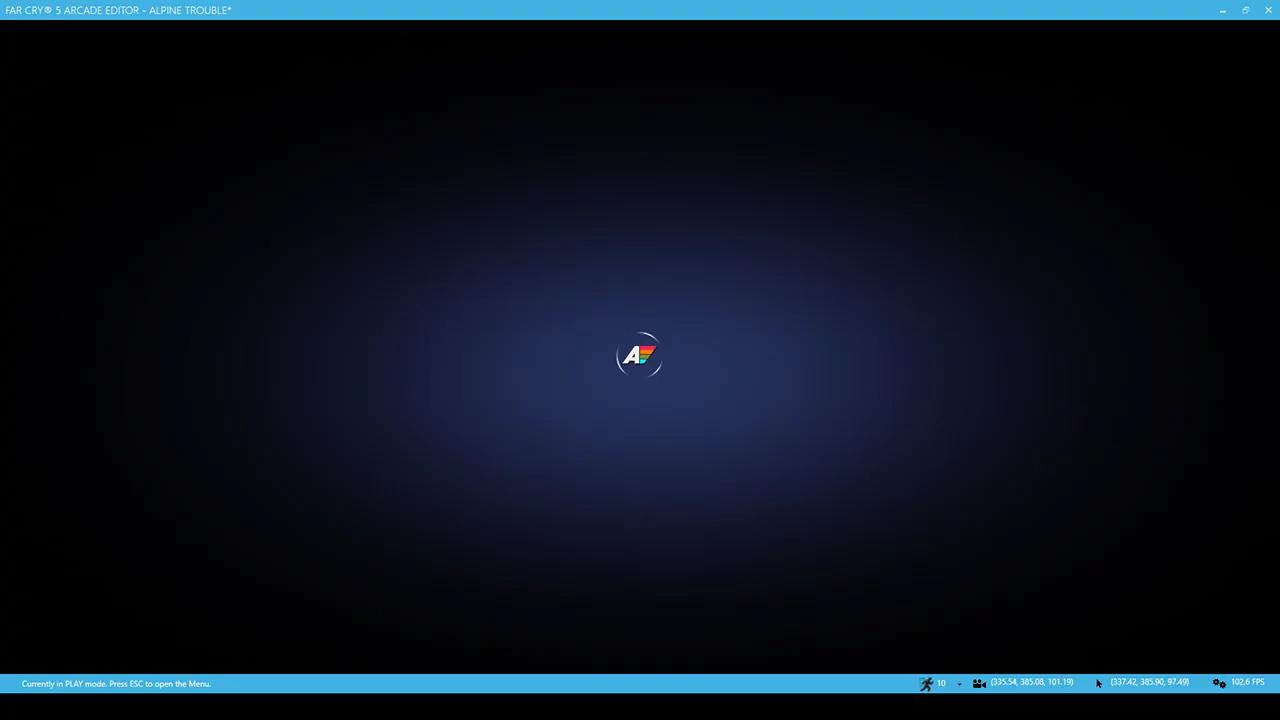 FAR CRY® 5 ARCADE EDITOR - ALPINE TROUBLE*
A
Currently in PLAY mode. Press ESC to open the Menu.
10
(335.54, 385.08, 101.19)
(337.42, 385.90, 97.49)
102.6 FPS